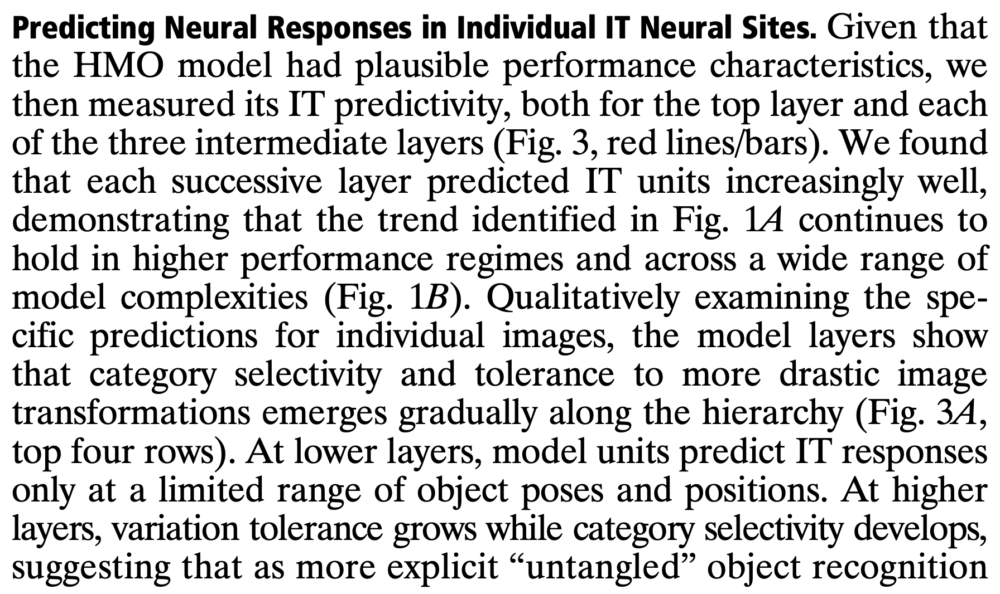 Predicting Neural Responses in Individual IT Neural Sites. Given that
the HMO model had plausible performance characteristics, we
then measured its IT predictivity, both for the top layer and each
of the three intermediate layers (Fig. 3, red lines/bars). We found
that each successive layer predicted IT units increasingly well,
demonstrating that the trend identified in Fig. 1A continues to
hold in higher performance regimes and across a wide range of
model complexities (Fig. 1B). Qualitatively examining the spe-
cific predictions for individual images, the model layers show
that category selectivity and tolerance to more drastic image
transformations emerges gradually along the hierarchy (Fig. 3A,
top four rows). At lower layers, model units predict IT responses
only at a limited range of object poses and positions. At higher
layers, variation tolerance grows while category selectivity develops,
suggesting that as more explicit “untangled” object recognition